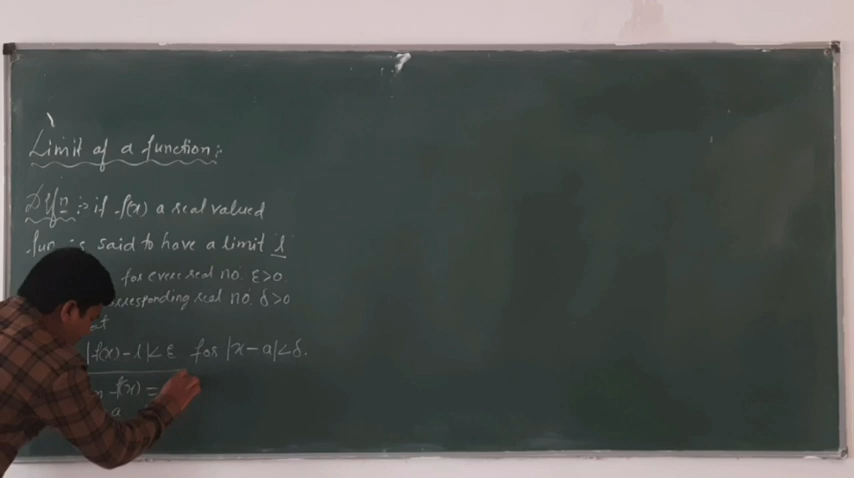 Limit of a function :
Defn :- if f(x) a real valued
fun is said to have a limit l
for every real no. ε>0
corresponding real no. δ>0
|f(x)-l|<ε for |x-a|<δ.
f(x) =
a